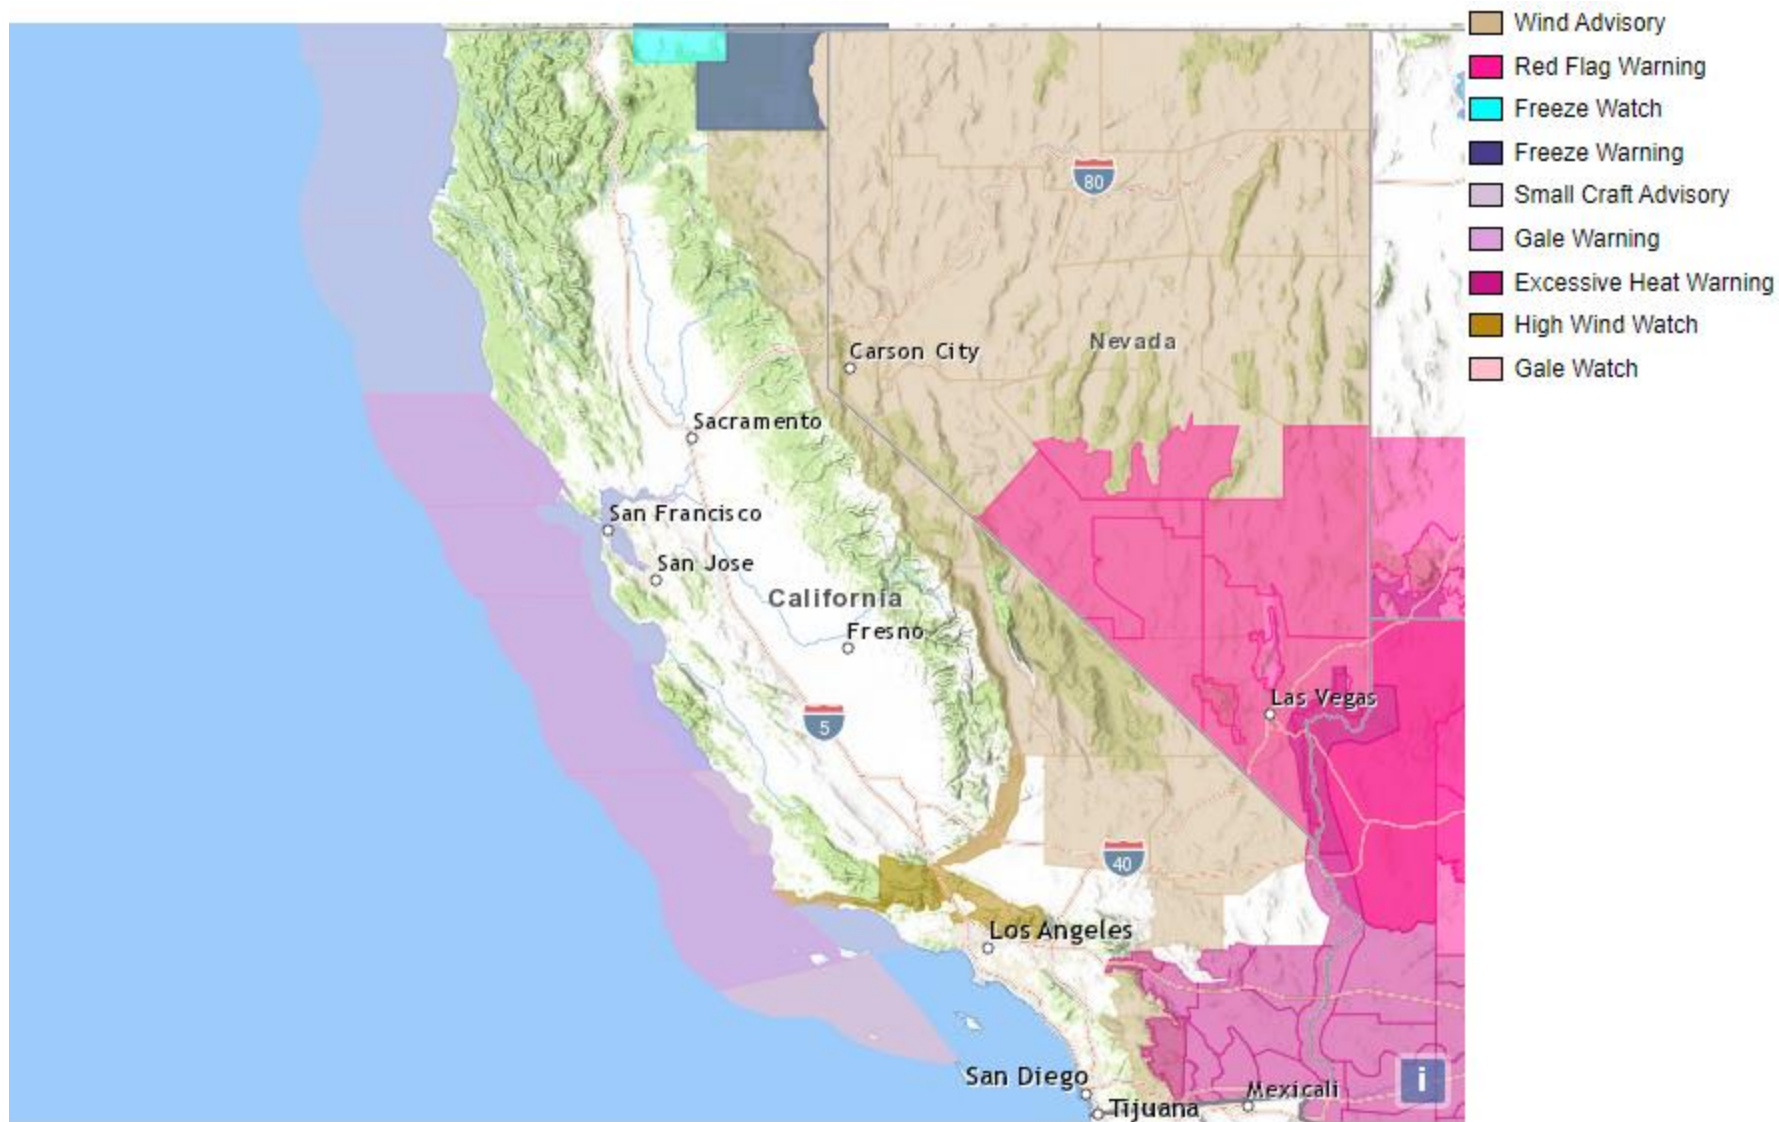 Wind Advisory
Red Flag Warning
Freeze Watch
Freeze Warning
Small Craft Advisory
Gale Warning
Excessive Heat Warning
High Wind Watch
Gale Watch
80
Nevada
Carson City
Sacramento
San Francisco
San Jose
California
Fresno
Las Vegas
5
40
Los Angeles
San Diego
Mexicali
Tijuana
i